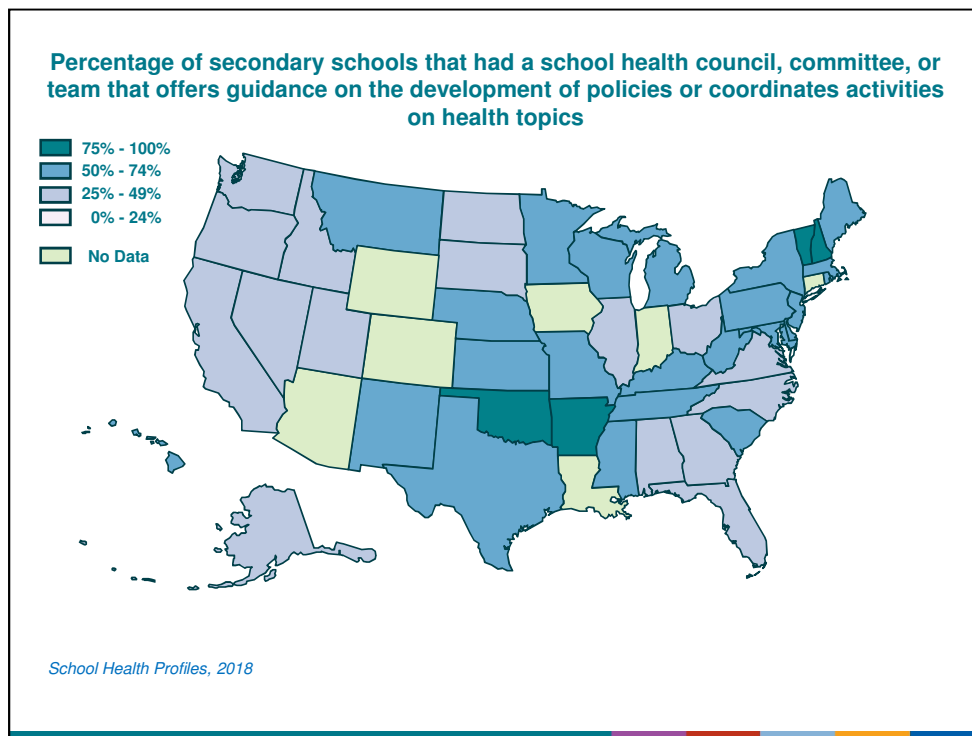 Percentage of secondary schools that had a school health council, committee, or
team that offers guidance on the development of policies or coordinates activities
on health topics
75% - 100%
50% - 74%
25% - 49%
0% - 24%
No Data
School Health Profiles, 2018